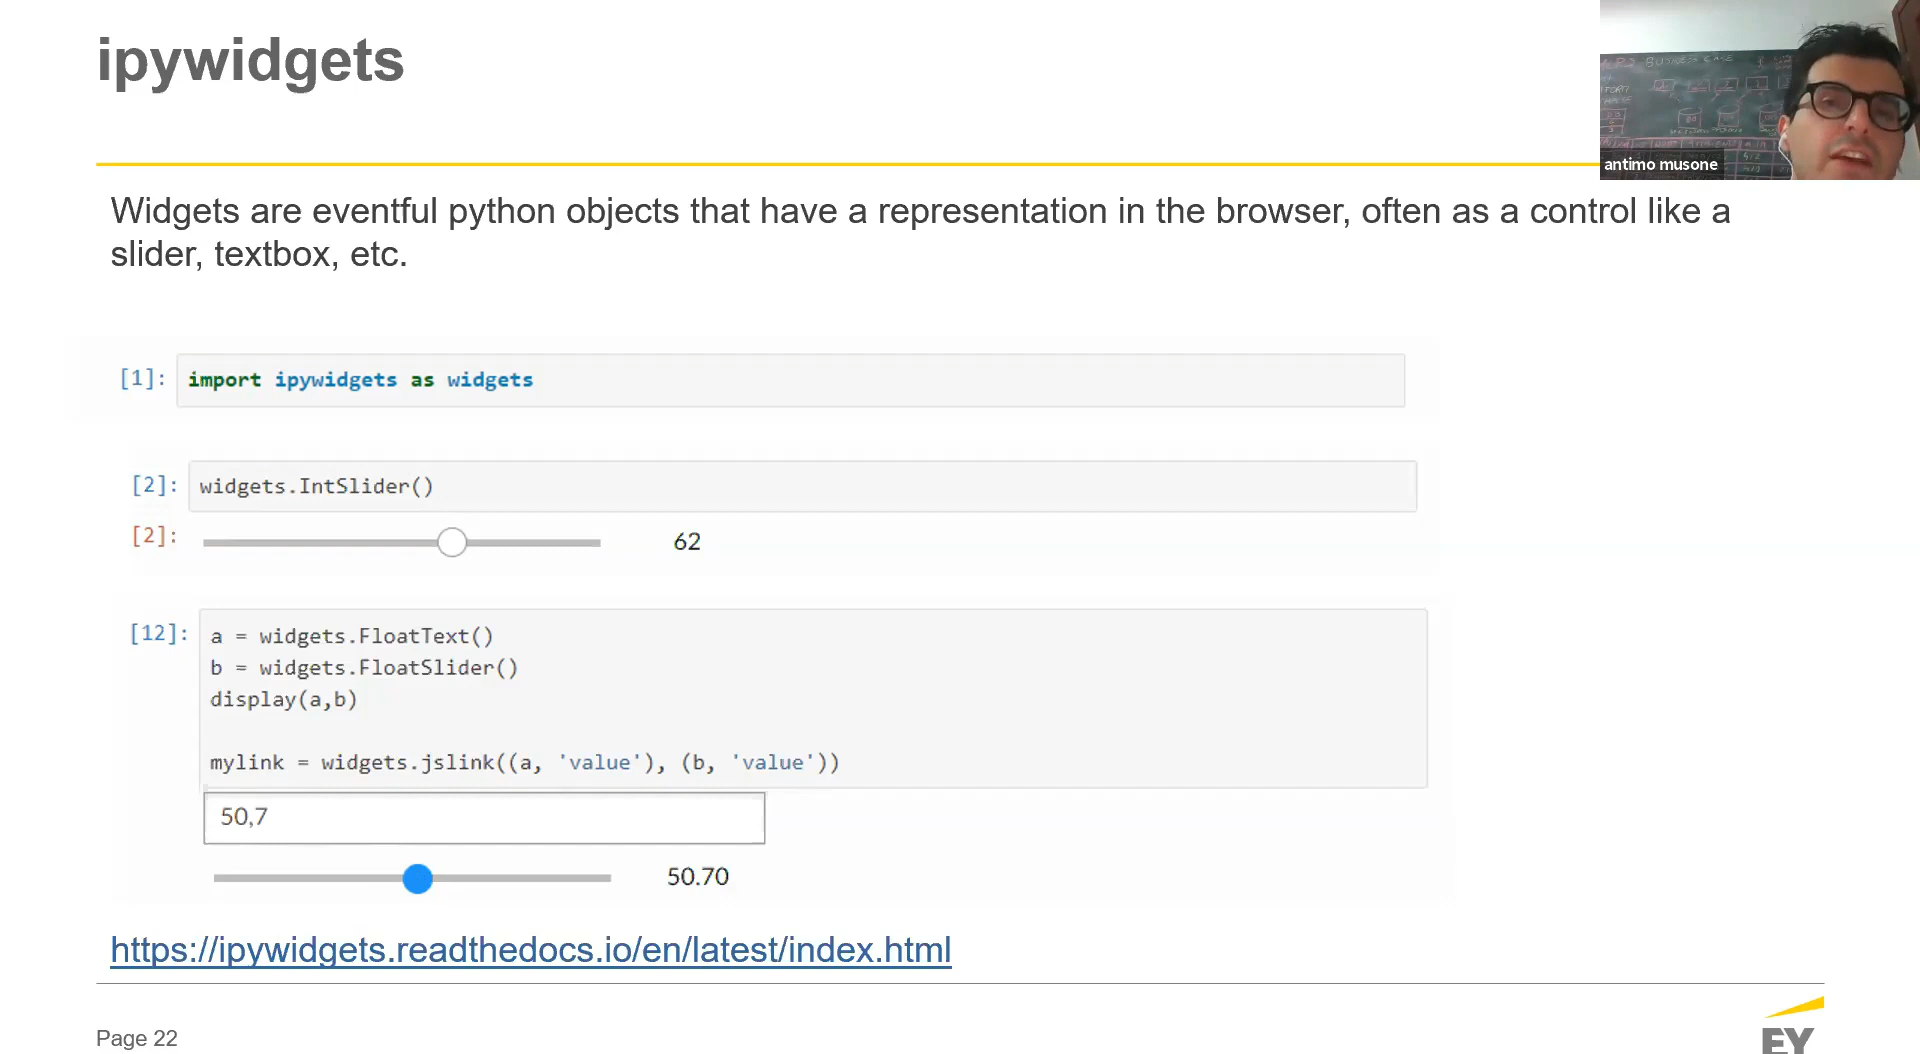 ipywidgets
BUSINESS CASE
antimo musone
Widgets are eventful python objects that have a representation in the browser, often as a control like a
slider, textbox, etc.
[1]: import ipywidgets as widgets
[2]: widgets.IntSlider()
[2]: 62
[12]: a = widgets.FloatText()
b = widgets.FloatSlider()
display(a,b)
mylink = widgets.jslink((a, 'value'), (b, 'value'))
50,7
50.70
https://ipywidgets.readthedocs.io/en/latest/index.html
Page 22
EY